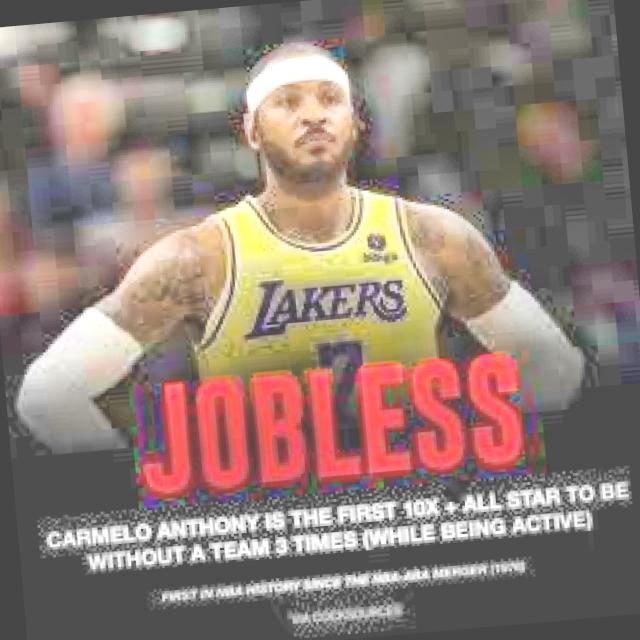 LAKERS
7
JOBLESS
CARMELO ANTHONY IS THE FIRST 10X + ALL STAR TO BE
WITHOUT A TEAM 3 TIMES (WHILE BEING ACTIVE)
FIRST IN NBA HISTORY SINCE THE NBA-ABA MERGER (1976)